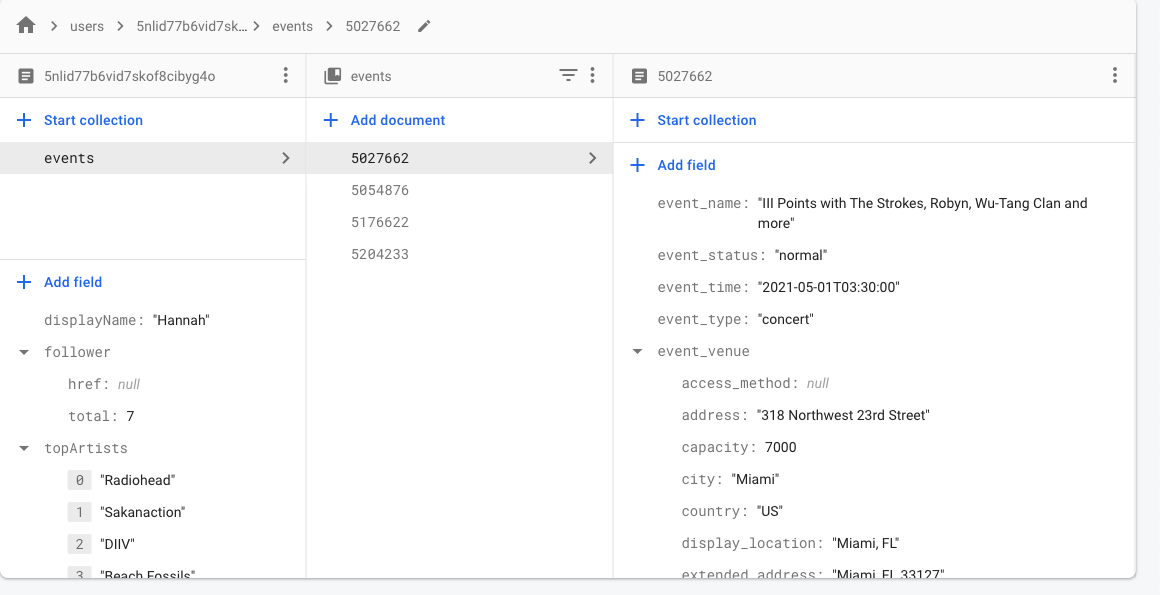 users 5nlid77b6vid7sk... events 5027662
5nlid77b6vid7skof8cibyg4o
Start collection
events
Add field
displayName: "Hannah"
follower
href: null
total: 7
topArtists
0 "Radiohead"
1 "Sakanaction"
2 "DIIV"
3 "Beach Fossils"
events
Add document
5027662
5054876
5176622
5204233
5027662
Start collection
Add field
event_name: "III Points with The Strokes, Robyn, Wu-Tang Clan and
more"
event_status: "normal"
event_time: "2021-05-01T03:30:00"
event_type: "concert"
event_venue
access_method: null
address: "318 Northwest 23rd Street"
capacity: 7000
city: "Miami"
country: "US"
display_location: "Miami, FL"
extended_address: "Miami, FL 33127"